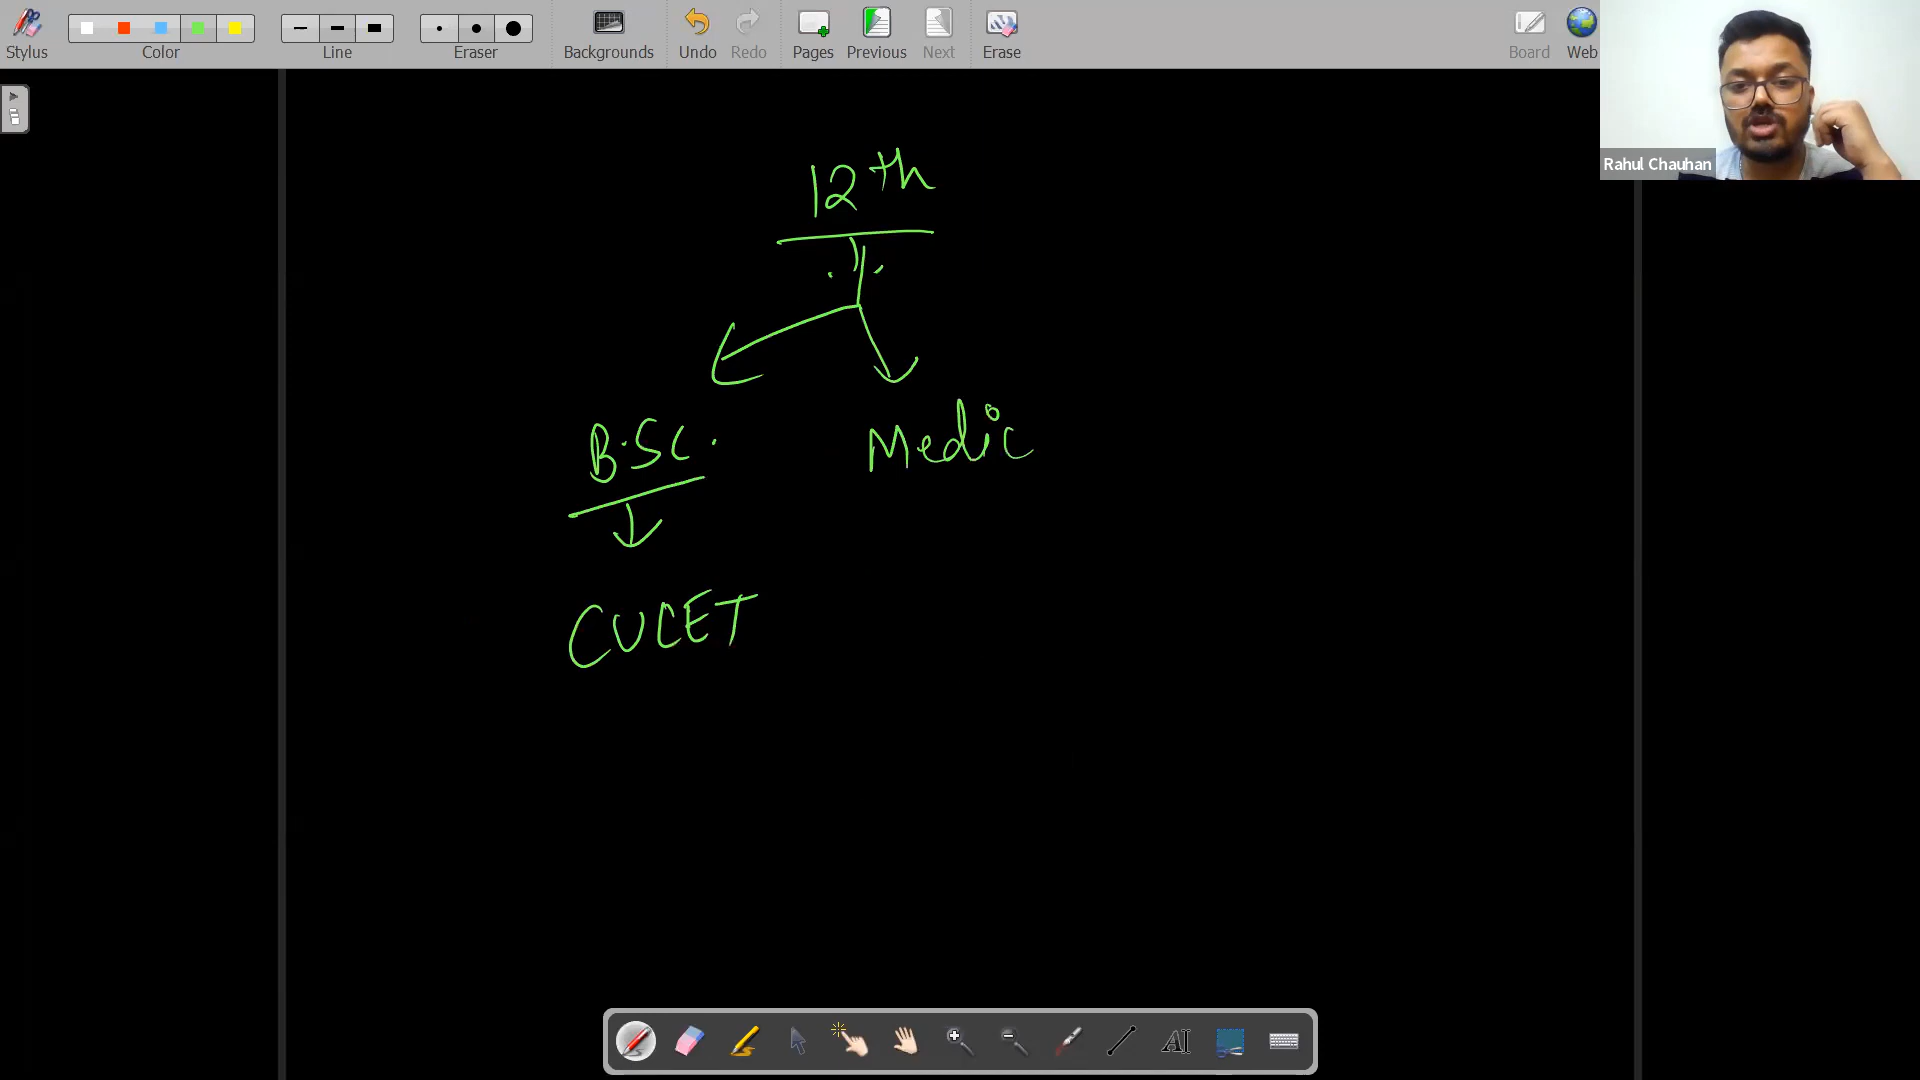 Stylus Color Line Eraser Backgrounds Undo Redo Pages Previous Next Erase Board Web
Rahul Chauhan
12th
B.Sc. Medic
CUCET
AI